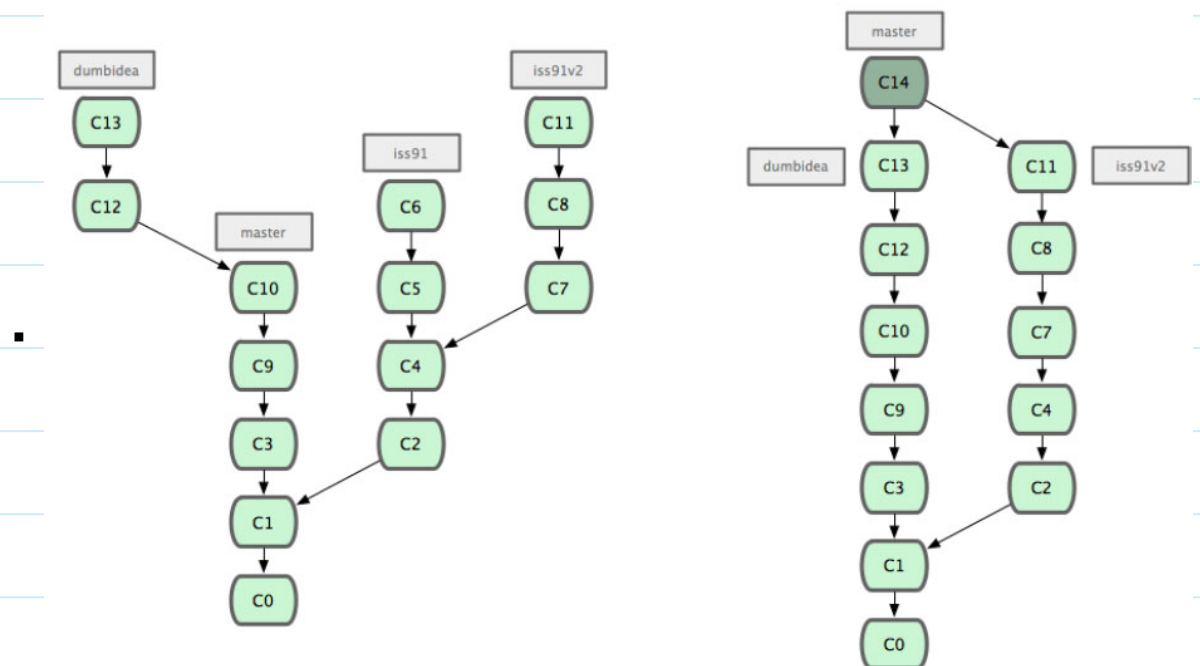 dumbidea
C13
C12
master
C10
C9
C3
C1
C0
iss91
C6
C5
C4
C2
iss91v2
C11
C8
C7
master
C14
dumbidea
C13
C12
C10
C9
C3
C1
C0
C11
iss91v2
C8
C7
C4
C2